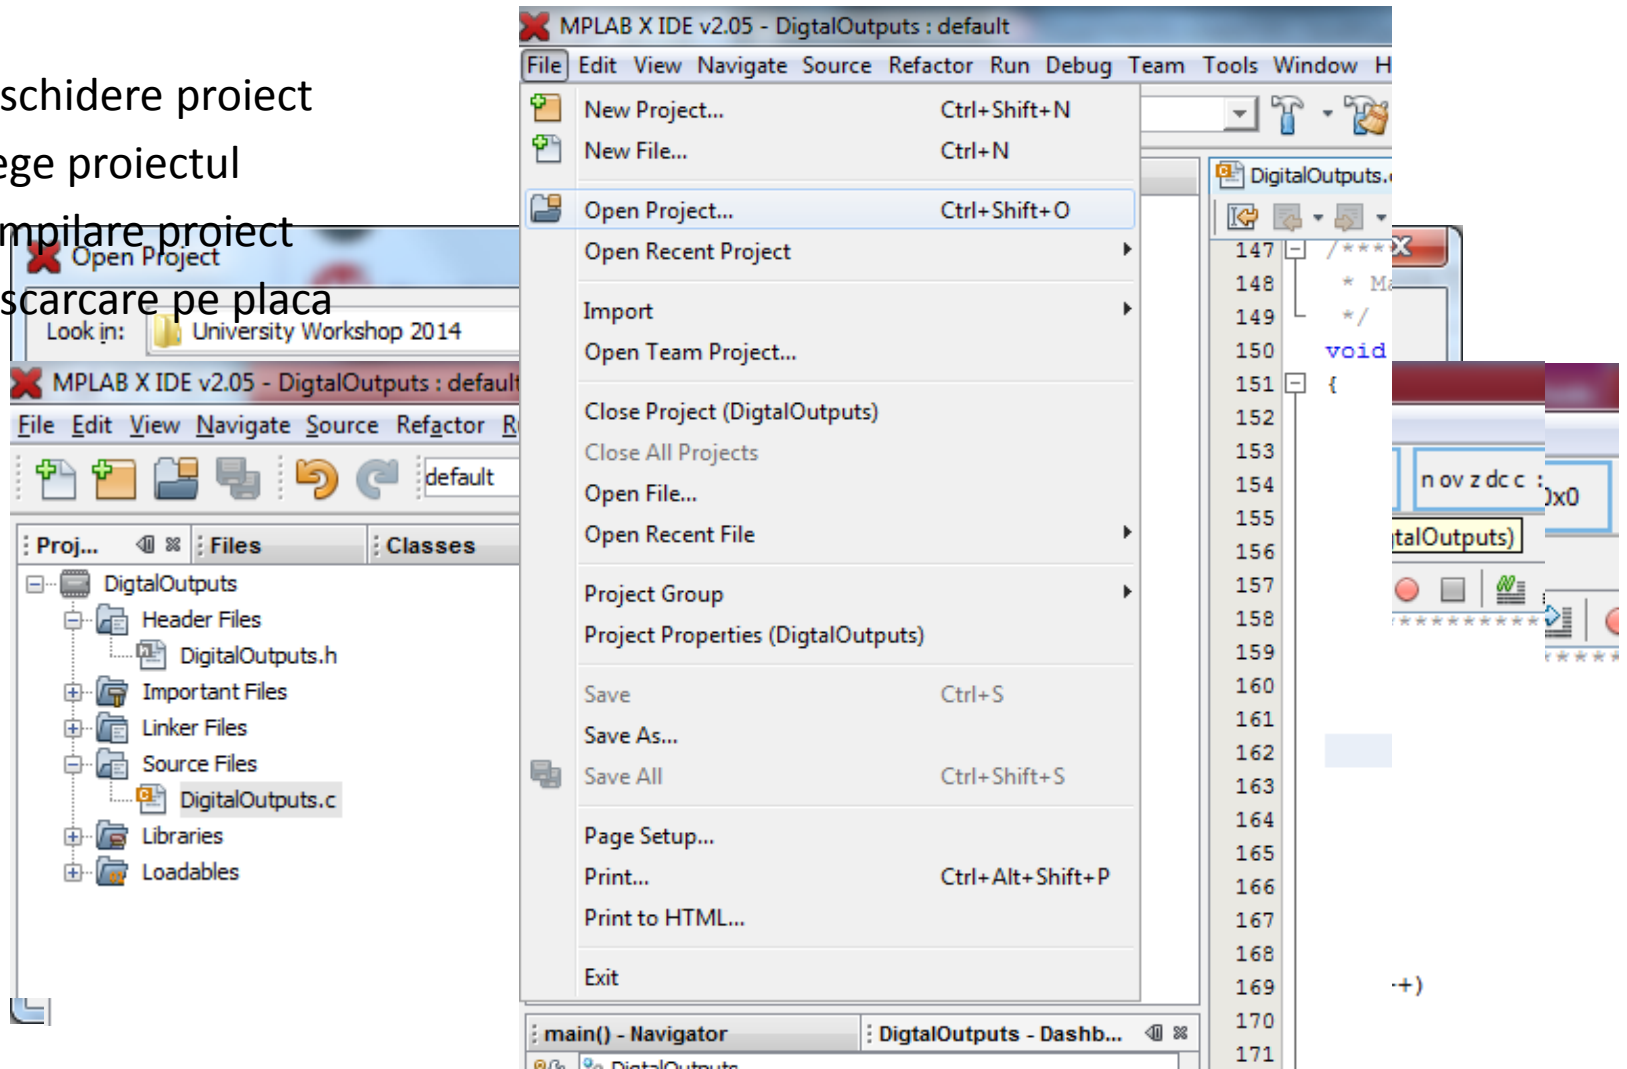 schidere proiect
ege proiectul
mpilare proiect
scarcare pe placa
Open Project
Look in: University Workshop 2014
MPLAB X IDE v2.05 - DigtalOutputs : default
File Edit View Navigate Source Refactor
default
Proj... Files Classes
DigtalOutputs
Header Files
DigitalOutputs.h
Important Files
Linker Files
Source Files
DigitalOutputs.c
Libraries
Loadables
MPLAB X IDE v2.05 - DigtalOutputs : default
File Edit View Navigate Source Refactor Run Debug Team Tools Window H
New Project... Ctrl+Shift+N
New File... Ctrl+N
Open Project... Ctrl+Shift+O
Open Recent Project
Import
Open Team Project...
Close Project (DigtalOutputs)
Close All Projects
Open File...
Open Recent File
Project Group
Project Properties (DigtalOutputs)
Save Ctrl+S
Save As...
Save All Ctrl+Shift+S
Page Setup...
Print... Ctrl+Alt+Shift+P
Print to HTML...
Exit
main() - Navigator DigtalOutputs - Dashb...
DigtalOutputs
DigitalOutputs.
147 /****
148 * Ma
149 */
150 void
151 {
152
153
154
155
156
157
158
159
160
161
162
163
164
165
166
167
168
169 +)
170
171
n ov z dc c :
0x0
talOutputs)
**********
*****